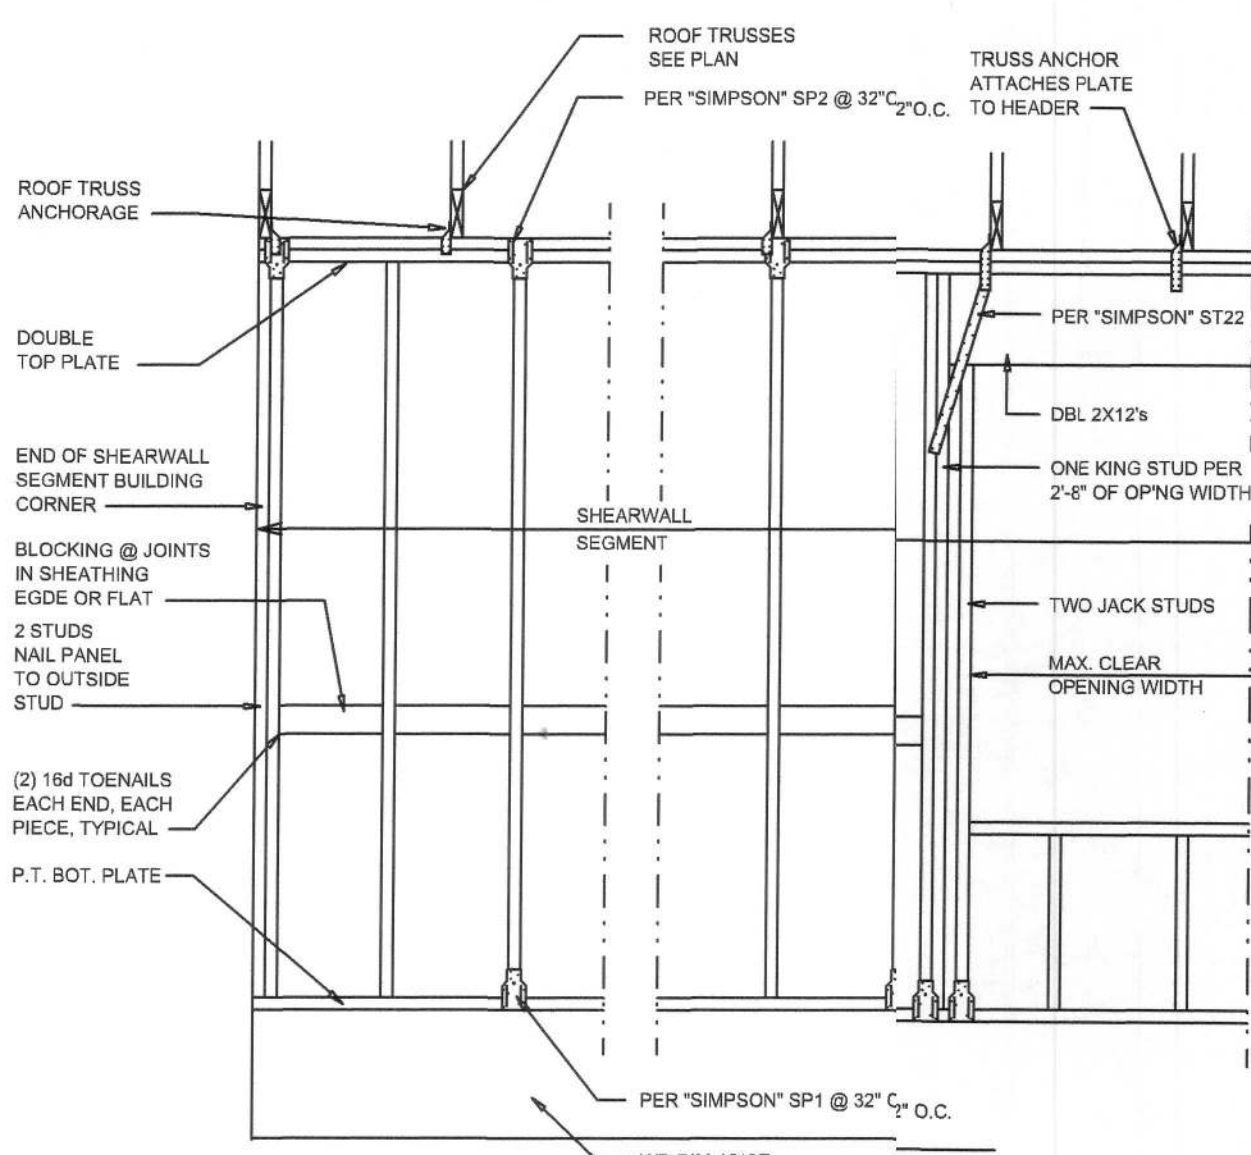 ROOF TRUSSES
SEE PLAN
PER "SIMPSON" SP2 @ 32"C
2"O.C.
TRUSS ANCHOR
ATTACHES PLATE
TO HEADER
ROOF TRUSS
ANCHORAGE
DOUBLE
TOP PLATE
PER "SIMPSON" ST22
DBL 2X12's
END OF SHEARWALL
SEGMENT BUILDING
CORNER
ONE KING STUD PER
2'-8" OF OP'NG WIDTH
SHEARWALL
SEGMENT
BLOCKING @ JOINTS
IN SHEATHING
EGDE OR FLAT
TWO JACK STUDS
2 STUDS
NAIL PANEL
TO OUTSIDE
STUD
MAX. CLEAR
OPENING WIDTH
(2) 16d TOENAILS
EACH END, EACH
PIECE, TYPICAL
P.T. BOT. PLATE
PER "SIMPSON" SP1 @ 32" C
2" O.C.